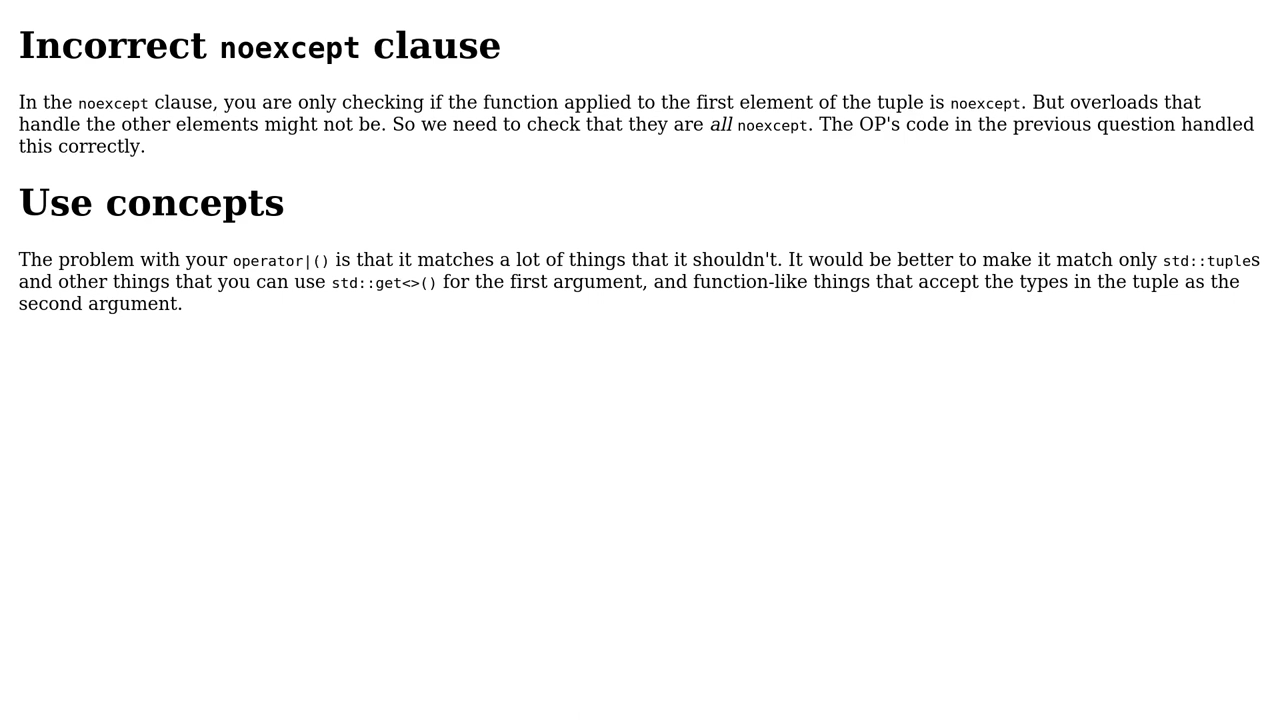 Incorrect noexcept clause
In the noexcept clause, you are only checking if the function applied to the first element of the tuple is noexcept. But overloads that
handle the other elements might not be. So we need to check that they are all noexcept. The OP's code in the previous question handled
this correctly.
Use concepts
The problem with your operator|() is that it matches a lot of things that it shouldn't. It would be better to make it match only std::tuples
and other things that you can use std::get<>() for the first argument, and function-like things that accept the types in the tuple as the
second argument.